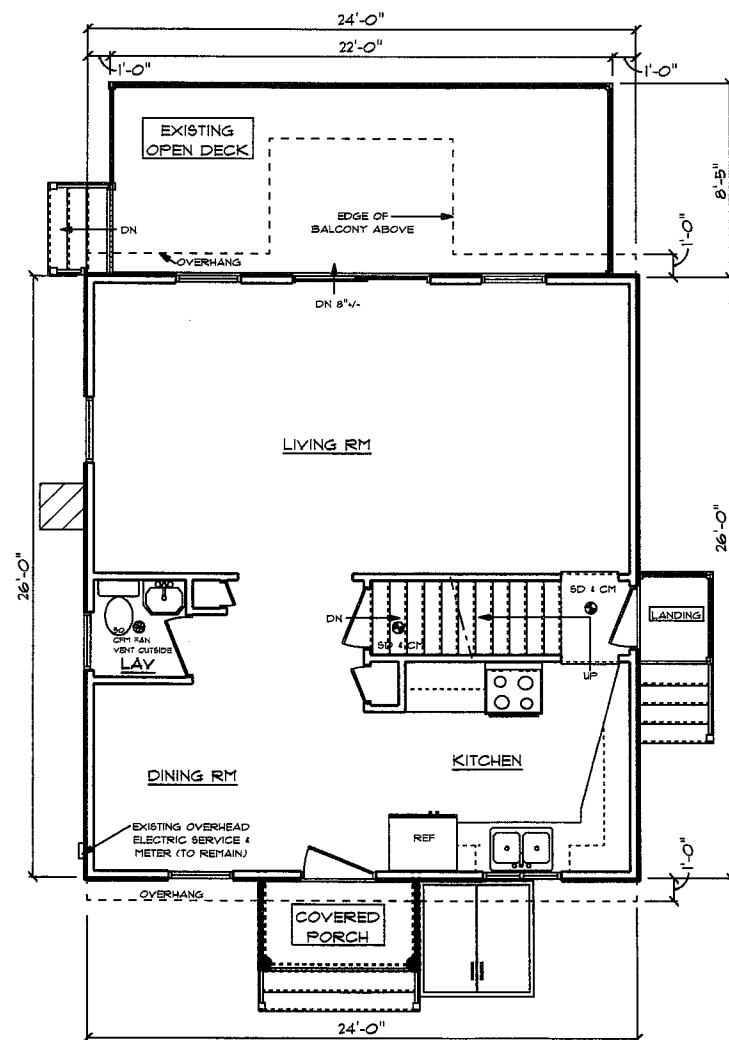 24'-0"
22'-0"
1'-0"
1'-0"
EXISTING
OPEN DECK
8'-5"
DN
EDGE OF
BALCONY ABOVE
1'-0"
OVERHANG
DN 8"+/-
LIVING RM
26'-0"
26'-0"
SD & CM
LANDING
DN
SD & CM
50
CFM FAN
VENT OUTSIDE
LAV
UP
KITCHEN
DINING RM
REF
EXISTING OVERHEAD
ELECTRIC SERVICE &
METER (TO REMAIN)
1'-0"
OVERHANG
COVERED
PORCH
24'-0"